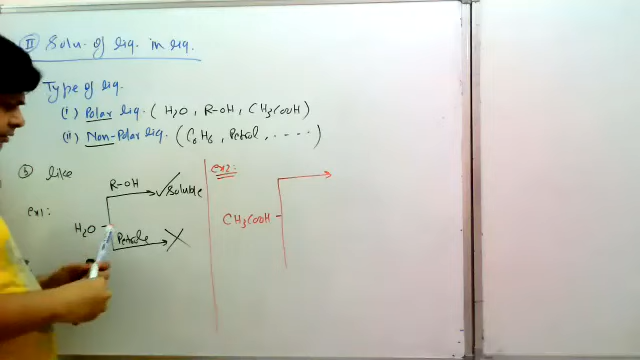 II Solu. of liq. in liq.
Type of liq.
(i) Polar liq. ( H₂O , R-OH , CH₃COOH )
(ii) Non-Polar liq. ( C₆H₆ , Petrol , .... )
like
ex1:
R-OH
✓ Soluble
H₂O
Petrole
✗
ex2:
CH₃COOH